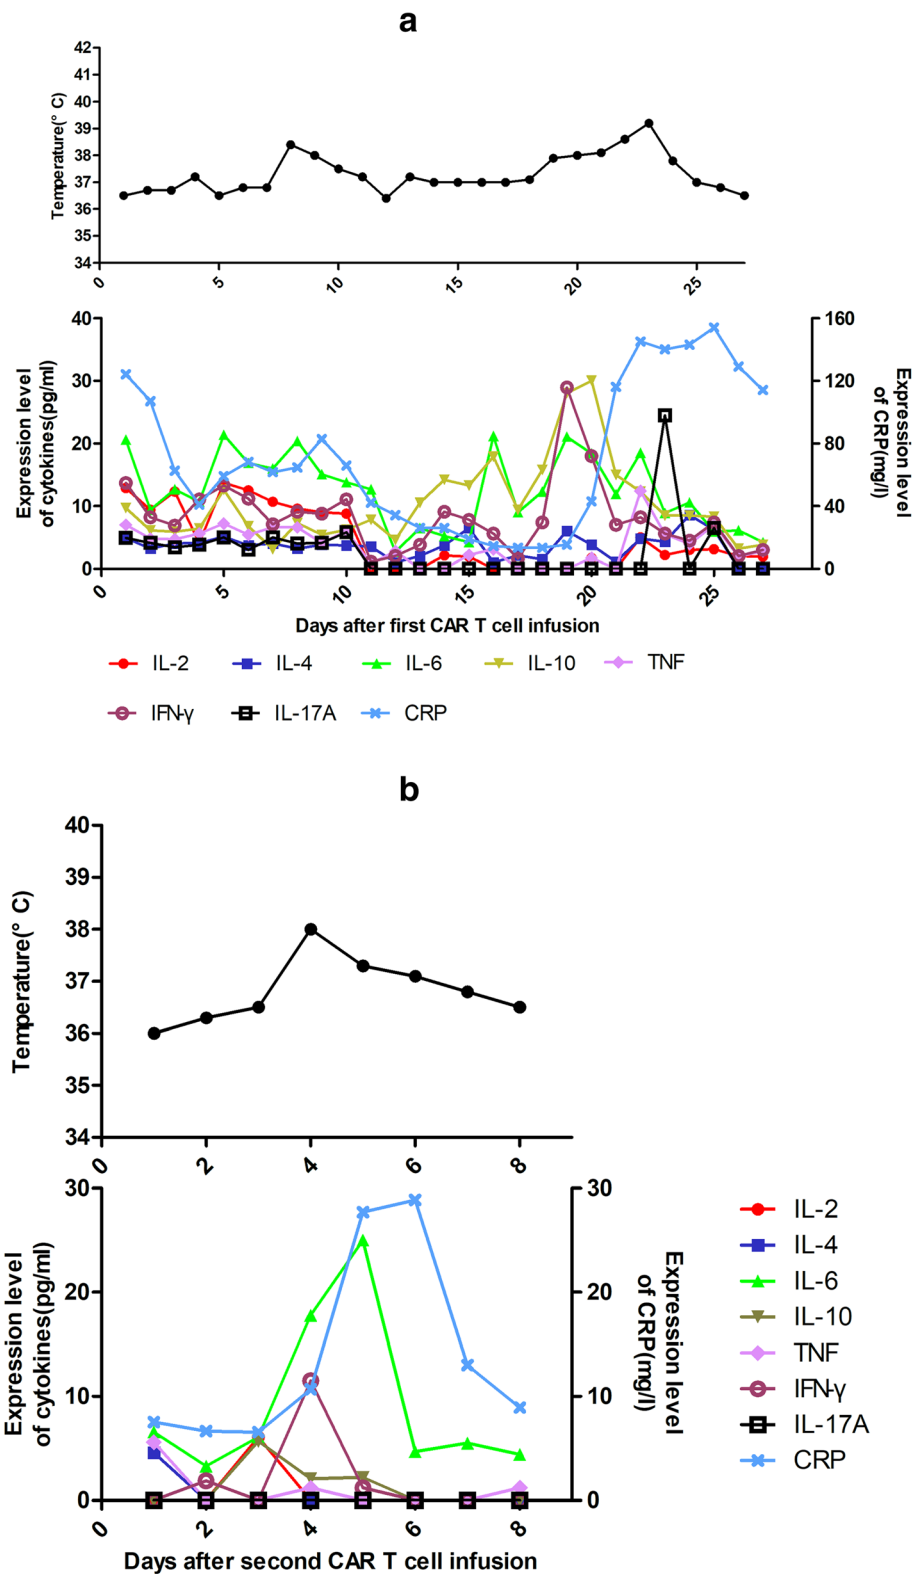 a
42
41
40
39
38
37
36
35
34
Temperature(° C)
0 5 10 15 20 25
40
30
20
10
0
Expression level
of cytokines(pg/ml)
160
120
80
40
0
Expression level
of CRP(mg/l)
0 5 10 15 20 25
Days after first CAR T cell infusion
IL-2 IL-4 IL-6 IL-10 TNF
IFN-γ IL-17A CRP
b
40
39
38
37
36
35
34
Temperature(° C)
0 2 4 6 8
30
20
10
0
Expression level
of cytokines(pg/ml)
30
20
10
0
Expression level
of CRP(mg/l)
0 2 4 6 8
Days after second CAR T cell infusion
IL-2
IL-4
IL-6
IL-10
TNF
IFN-γ
IL-17A
CRP